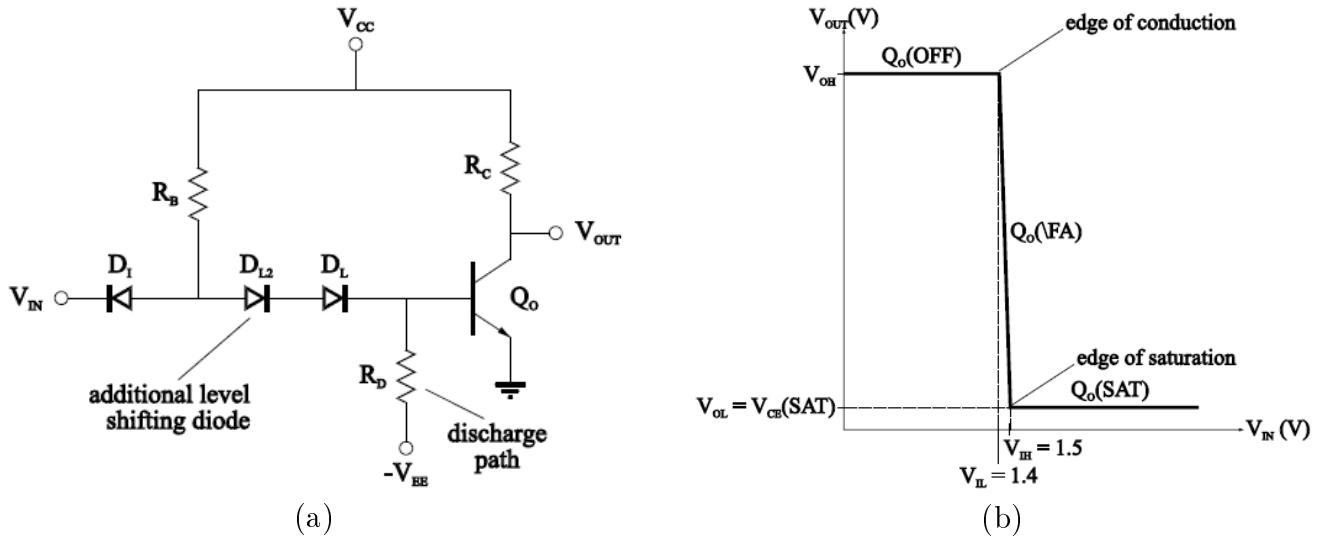 V_CC
R_B
R_C
V_OUT
D_I
D_L2
D_L
V_IN
Q_O
additional level
shifting diode
R_D
discharge
path
-V_EE
(a)
V_OUT(V)
edge of conduction
Q_O(OFF)
V_OH
Q_O(\FA)
edge of saturation
Q_O(SAT)
V_OL = V_CE(SAT)
V_IN (V)
V_IH = 1.5
V_IL = 1.4
(b)